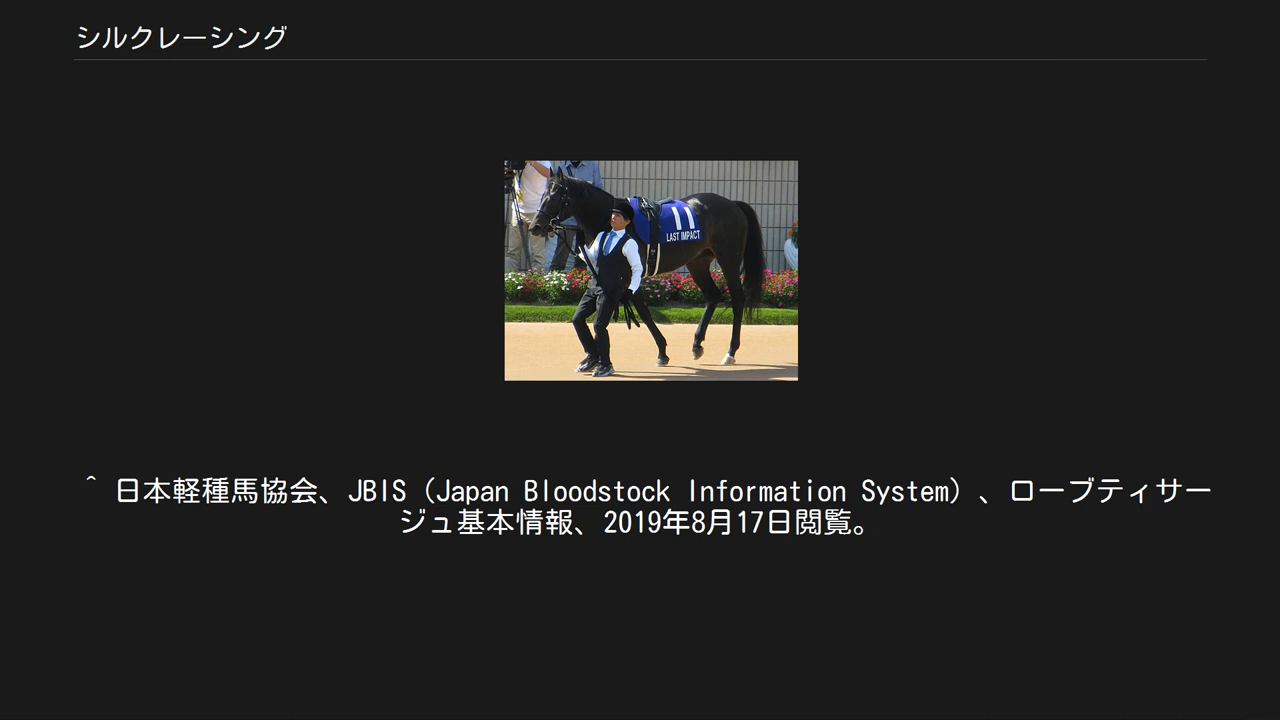 シルクレーシング
11
LAST IMPACT
^ 日本軽種馬協会、JBIS（Japan Bloodstock Information System）、ローブティサー
ジュ基本情報、2019年8月17日閲覧。